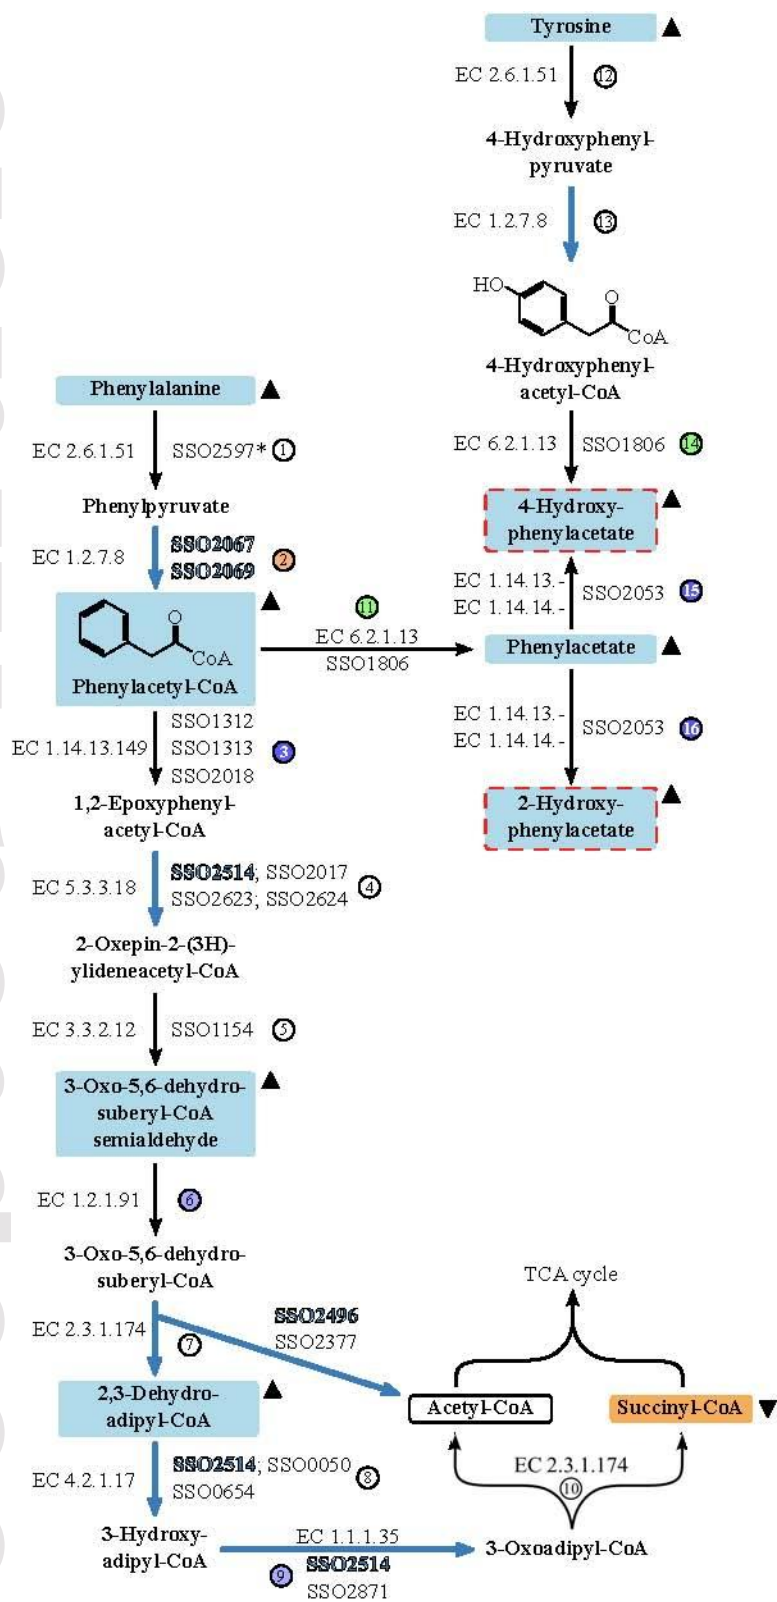 Tyrosine ▲
EC 2.6.1.51 12
4-Hydroxyphenyl-
pyruvate
EC 1.2.7.8 13
HO
O
CoA
4-Hydroxyphenyl-
acetyl-CoA
EC 6.2.1.13 SSO1806 14
4-Hydroxy-
phenylacetate ▲
EC 1.14.13.-
EC 1.14.14.-
SSO2053 15
Phenylacetate ▲
EC 1.14.13.-
EC 1.14.14.-
SSO2053 16
2-Hydroxy-
phenylacetate ▲
Phenylalanine ▲
EC 2.6.1.51 SSO2597* 1
Phenylpyruvate
EC 1.2.7.8
SSO2067
SSO2069
2
O
CoA
Phenylacetyl-CoA ▲
11
EC 6.2.1.13
SSO1806
EC 1.14.13.149
SSO1312
SSO1313
SSO2018
3
1,2-Epoxyphenyl-
acetyl-CoA
EC 5.3.3.18
SSO2514; SSO2017
SSO2623; SSO2624
4
2-Oxepin-2-(3H)-
ylideneacetyl-CoA
EC 3.3.2.12 SSO1154 5
3-Oxo-5,6-dehydro-
suberyl-CoA
semialdehyde ▲
EC 1.2.1.91 6
3-Oxo-5,6-dehydro-
suberyl-CoA
EC 2.3.1.174 7
SSO2496
SSO2377
2,3-Dehydro-
adipyl-CoA ▲
EC 4.2.1.17
SSO2514; SSO0050
SSO0654
8
3-Hydroxy-
adipyl-CoA
EC 1.1.1.35
9 SSO2514
SSO2871
3-Oxoadipyl-CoA
EC 2.3.1.174
10
Acetyl-CoA
Succinyl-CoA ▼
TCA cycle